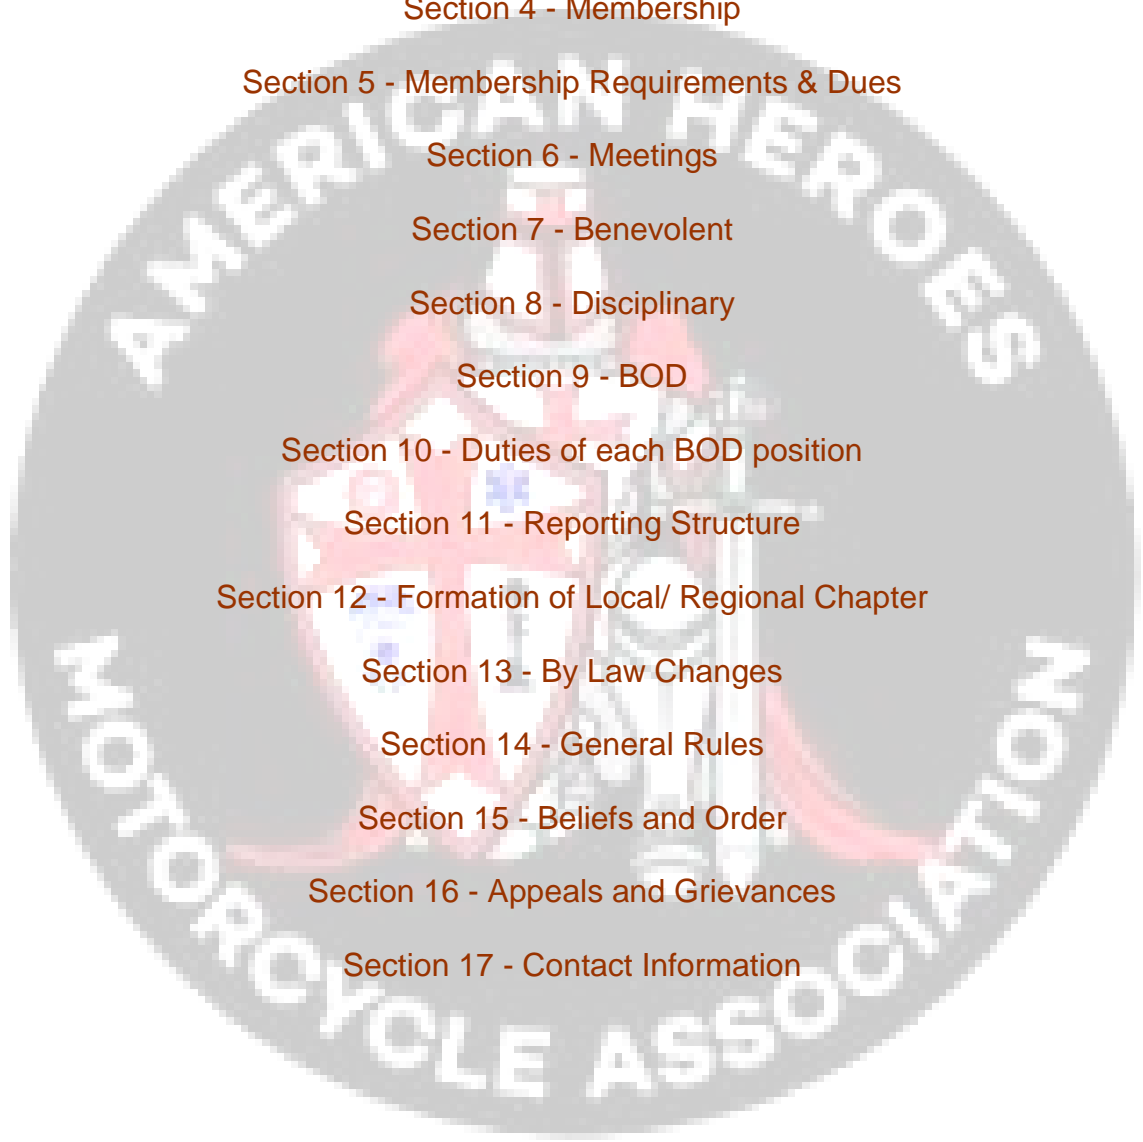 Section 4 - Membership
AMERICAN HEROES
Section 5 - Membership Requirements & Dues
Section 6 - Meetings
Section 7 - Benevolent
Section 8 - Disciplinary
Section 9 - BOD
Section 10 - Duties of each BOD position
Section 11 - Reporting Structure
Section 12 - Formation of Local/ Regional Chapter
Section 13 - By Law Changes
Section 14 - General Rules
Section 15 - Beliefs and Order
Section 16 - Appeals and Grievances
Section 17 - Contact Information
MOTORCYCLE ASSOCIATION